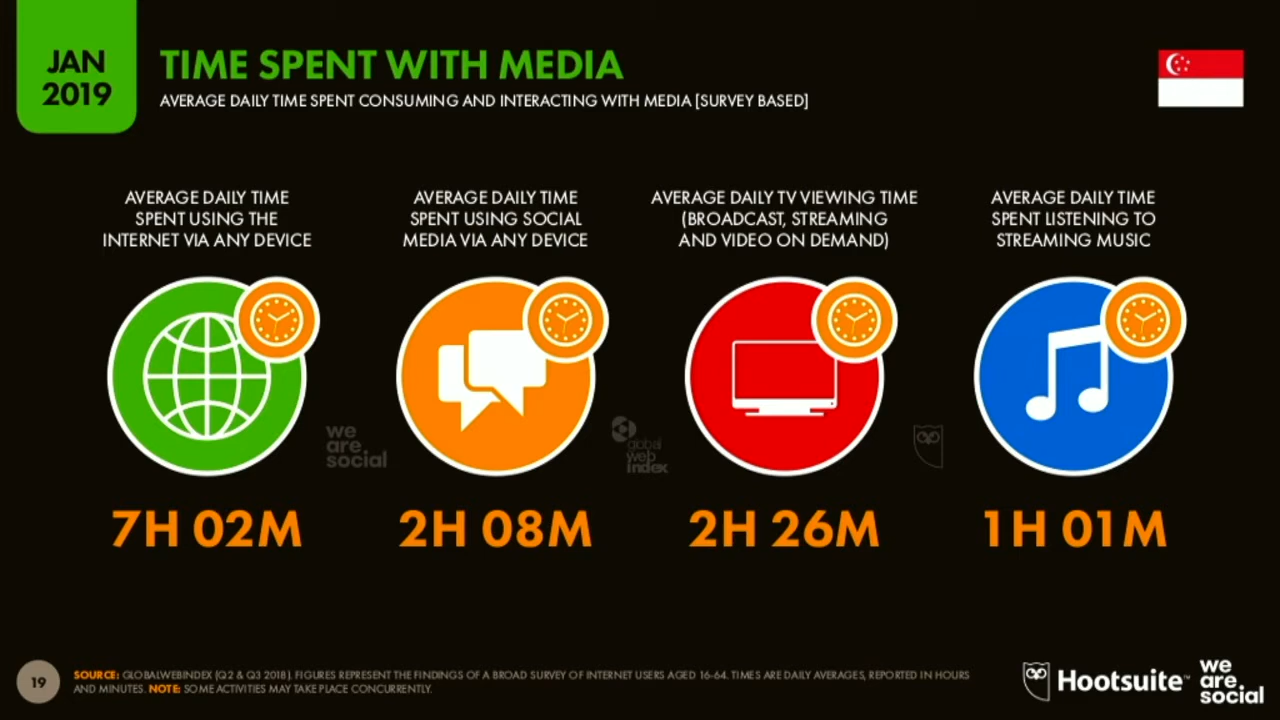 JAN
2019
TIME SPENT WITH MEDIA
AVERAGE DAILY TIME SPENT CONSUMING AND INTERACTING WITH MEDIA [SURVEY BASED]
AVERAGE DAILY TIME
SPENT USING THE
INTERNET VIA ANY DEVICE
7H 02M
AVERAGE DAILY TIME
SPENT USING SOCIAL
MEDIA VIA ANY DEVICE
2H 08M
AVERAGE DAILY TV VIEWING TIME
(BROADCAST, STREAMING
AND VIDEO ON DEMAND)
2H 26M
AVERAGE DAILY TIME
SPENT LISTENING TO
STREAMING MUSIC
1H 01M
we
are
social
global
web
index
19
SOURCE: GLOBALWEBINDEX (Q2 & Q3 2018). FIGURES REPRESENT THE FINDINGS OF A BROAD SURVEY OF INTERNET USERS AGED 16-64. TIMES ARE DAILY AVERAGES, REPORTED IN HOURS
AND MINUTES. NOTE: SOME ACTIVITIES MAY TAKE PLACE CONCURRENTLY.
Hootsuite™
we
are
social